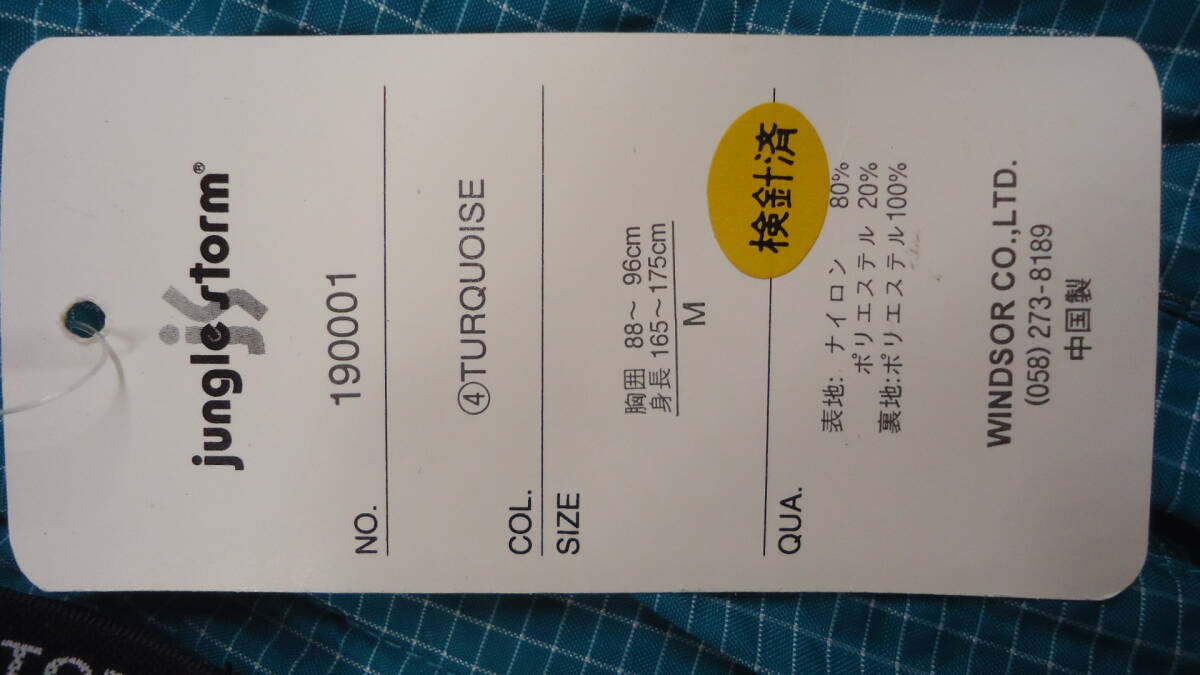 jungle storm®
js
NO. 190001
COL. ④TURQUOISE
SIZE
胸囲 88～ 96cm
身長 165～175cm
M
検針済
QUA. 表地: ナイロン 80%
ポリエステル 20%
裏地:ポリエステル100%
WINDSOR CO.,LTD.
(058) 273-8189
中国製